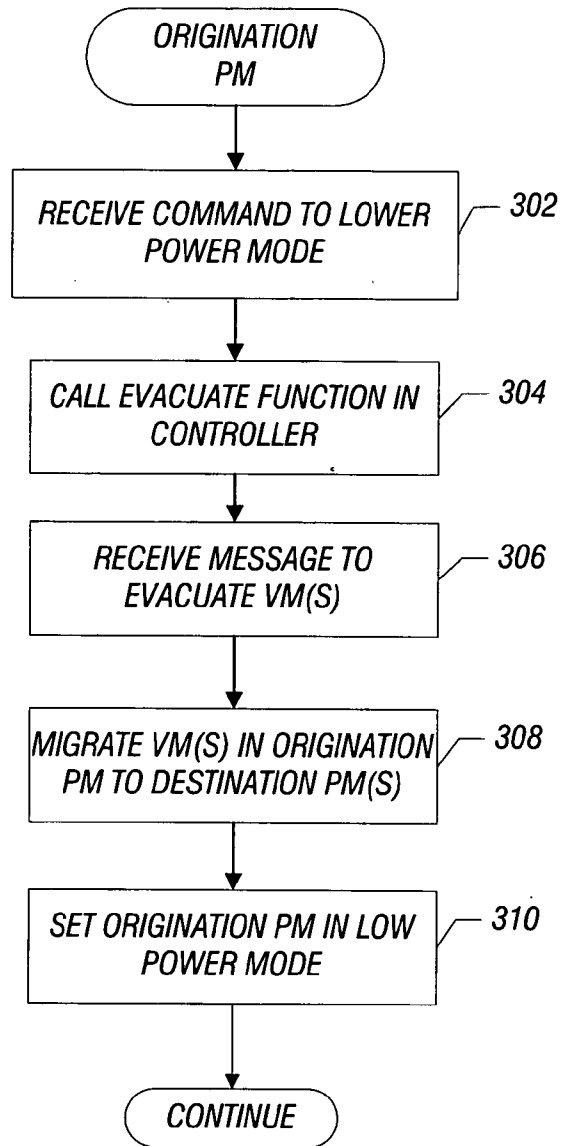 ORIGINATION
PM
RECEIVE COMMAND TO LOWER
POWER MODE
302
CALL EVACUATE FUNCTION IN
CONTROLLER
304
RECEIVE MESSAGE TO
EVACUATE VM(S)
306
MIGRATE VM(S) IN ORIGINATION
PM TO DESTINATION PM(S)
308
SET ORIGINATION PM IN LOW
POWER MODE
310
CONTINUE